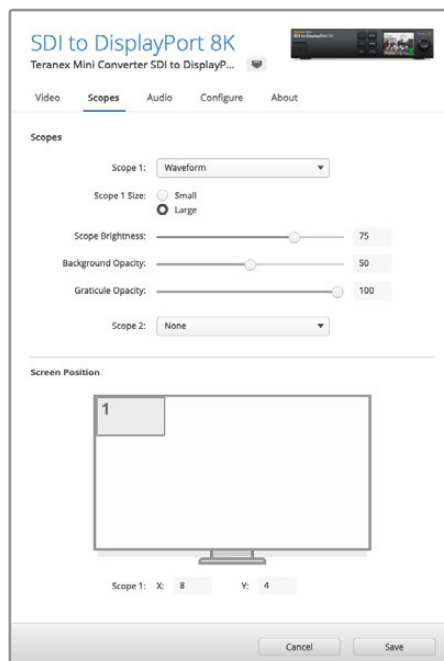 SDI to DisplayPort 8K
Teranex Mini Converter SDI to DisplayP...
Video Scopes Audio Configure About
Scopes
Scope 1: Waveform
Scope 1 Size: Small
Large
Scope Brightness: 75
Background Opacity: 50
Graticule Opacity: 100
Scope 2: None
Screen Position
1
Scope 1: X: 8 Y: 4
Cancel Save